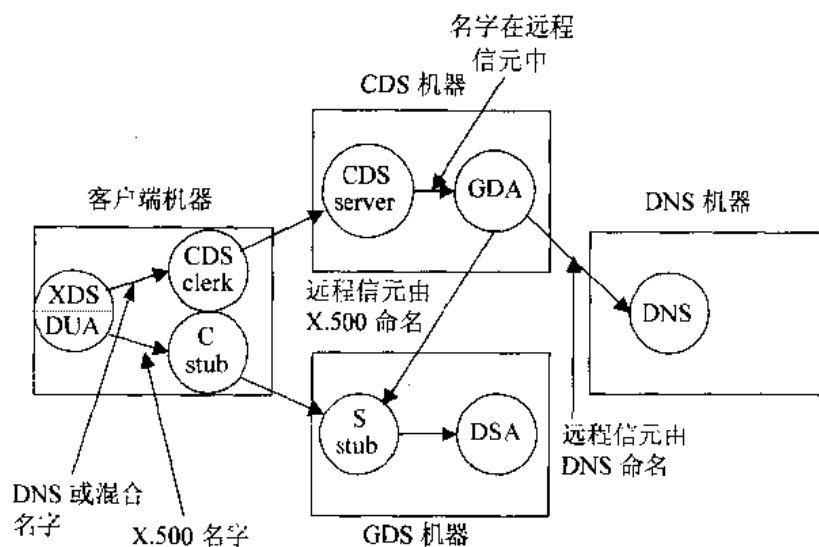 名字在远程
信元中
CDS 机器
CDS
server
GDA
客户端机器
DNS 机器
CDS
clerk
XDS
DUA
C
stub
远程信元由
X.500 命名
DNS
S
stub
DSA
远程信元由
DNS 命名
DNS 或混合
名字
X.500 名字
GDS 机器